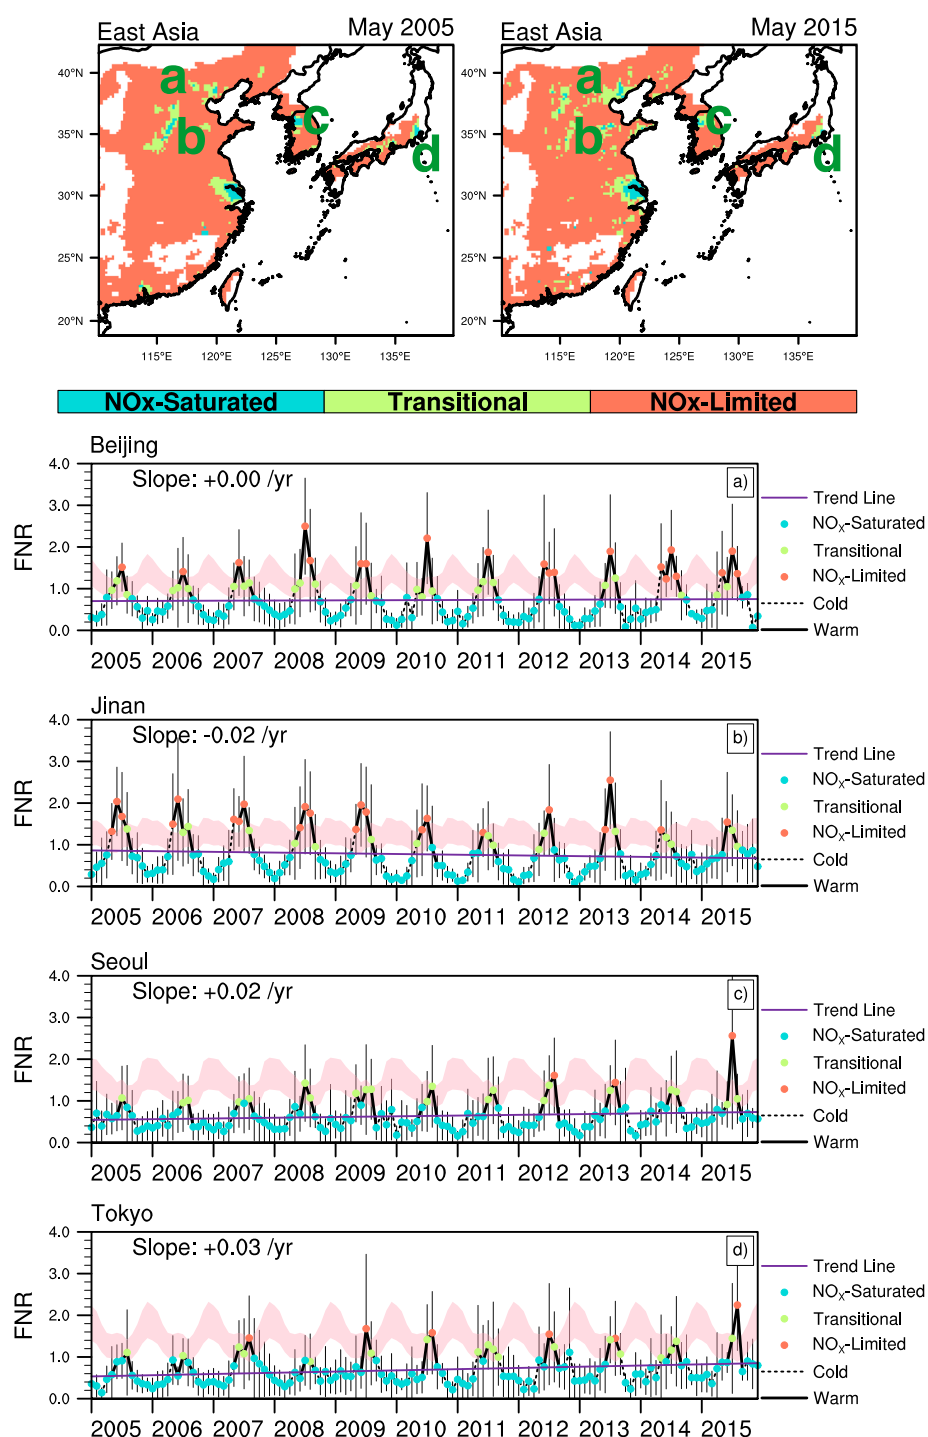 East Asia May 2005 East Asia May 2015
40°N 40°N
a a
35°N 35°N
b b
c c
d d
30°N 30°N
25°N 25°N
20°N 20°N
115°E 120°E 125°E 130°E 135°E 115°E 120°E 125°E 130°E 135°E
NOx-Saturated Transitional NOx-Limited
Beijing
4.0
Slope: +0.00 /yr
a)
3.0
2.0
1.0
0.0
FNR
Trend Line
NOX-Saturated
Transitional
NOX-Limited
Cold
Warm
2005 2006 2007 2008 2009 2010 2011 2012 2013 2014 2015
Jinan
4.0
Slope: -0.02 /yr
b)
3.0
2.0
1.0
0.0
FNR
Trend Line
NOX-Saturated
Transitional
NOX-Limited
Cold
Warm
2005 2006 2007 2008 2009 2010 2011 2012 2013 2014 2015
Seoul
4.0
Slope: +0.02 /yr
c)
3.0
2.0
1.0
0.0
FNR
Trend Line
NOX-Saturated
Transitional
NOX-Limited
Cold
Warm
2005 2006 2007 2008 2009 2010 2011 2012 2013 2014 2015
Tokyo
4.0
Slope: +0.03 /yr
d)
3.0
2.0
1.0
0.0
FNR
Trend Line
NOX-Saturated
Transitional
NOX-Limited
Cold
Warm
2005 2006 2007 2008 2009 2010 2011 2012 2013 2014 2015